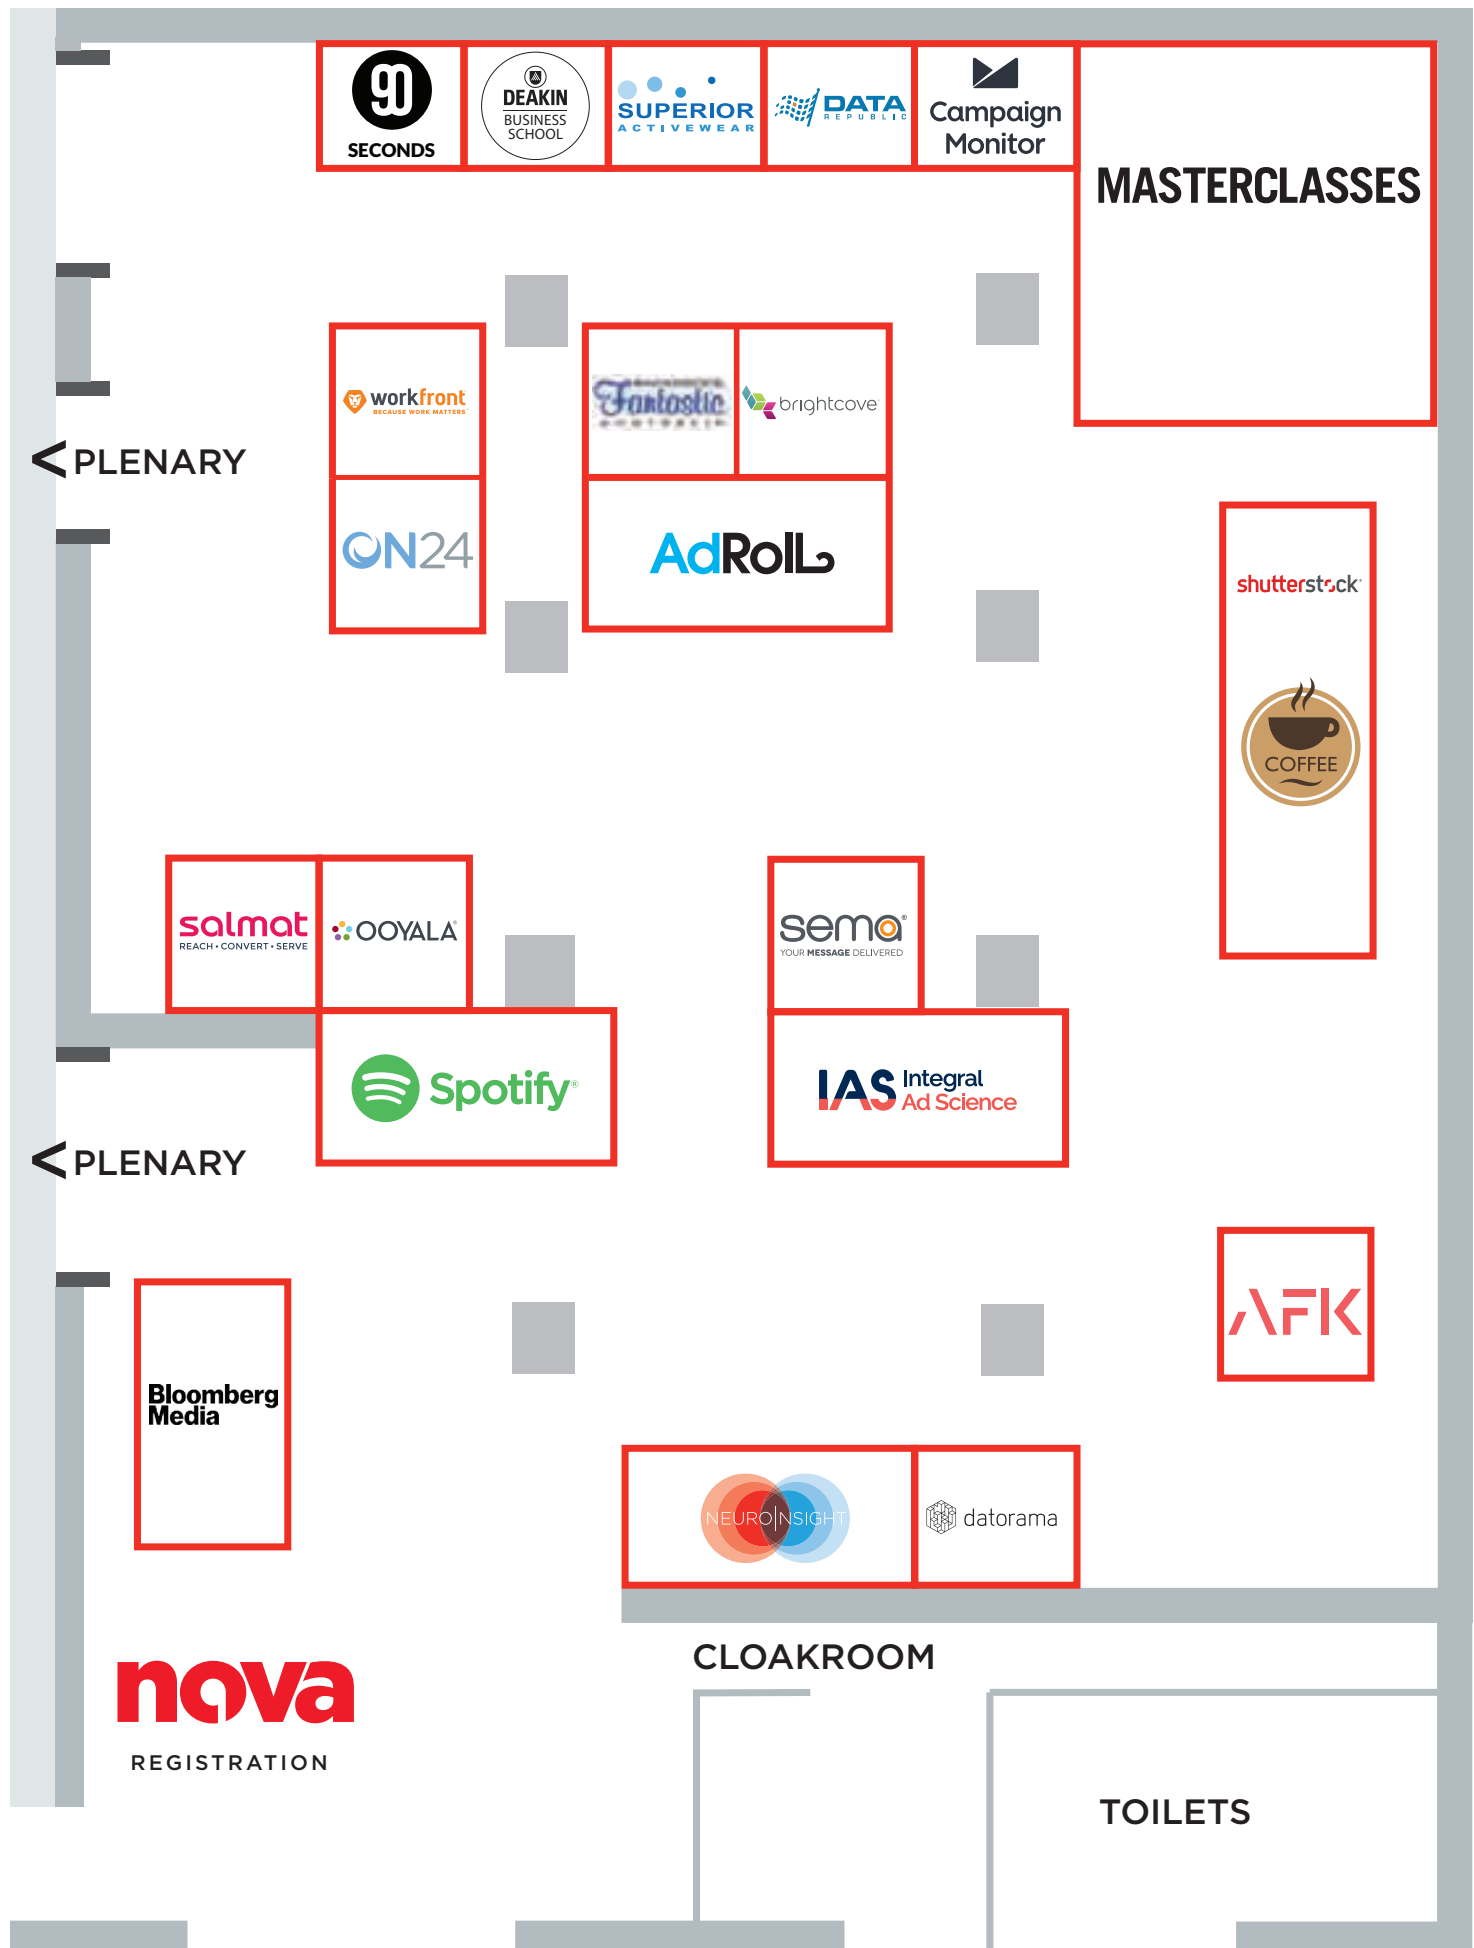 90
SECONDS
DEAKIN
BUSINESS
SCHOOL
SUPERIOR
ACTIVEWEAR
DATA
REPUBLIC
Campaign
Monitor
MASTERCLASSES
workfront
BECAUSE WORK MATTERS
Fantastic
brightcove
< PLENARY
ON24
AdRoll
shutterstock
COFFEE
salmat
REACH • CONVERT • SERVE
OOYALA®
sema®
YOUR MESSAGE DELIVERED
Spotify®
IAS Integral
Ad Science
< PLENARY
AFK
Bloomberg
Media
NEURO|NSIGHT
datorama
CLOAKROOM
nova
REGISTRATION
TOILETS